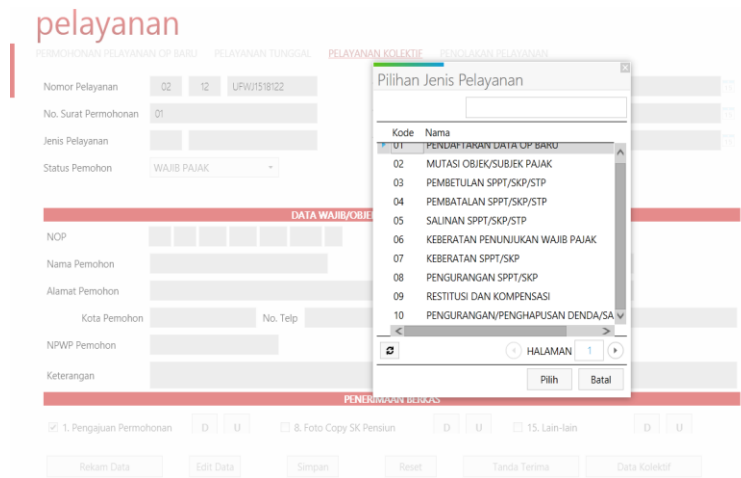 pelayanan
PERMOHONAN PELAYANAN OP BARU PELAYANAN TUNGGAL PELAYANAN KOLEKTIF PENOLAKAN PELAYANAN
Pilihan Jenis Pelayanan
Nomor Pelayanan 02 12 UFWJ1518122
No. Surat Permohonan 01
Jenis Pelayanan
Status Pemohon WAJIB PAJAK
Kode Nama
01 PENDAFTARAN DATA OP BARU
02 MUTASI OBJEK/SUBJEK PAJAK
03 PEMBETULAN SPPT/SKP/STP
04 PEMBATALAN SPPT/SKP/STP
05 SALINAN SPPT/SKP/STP
06 KEBERATAN PENUNJUKAN WAJIB PAJAK
07 KEBERATAN SPPT/SKP
08 PENGURANGAN SPPT/SKP
09 RESTITUSI DAN KOMPENSASI
10 PENGURANGAN/PENGHAPUSAN DENDA/SA
HALAMAN 1
Pilih Batal
DATA WAJIB/OBJE
NOP
Nama Pemohon
Alamat Pemohon
Kota Pemohon No. Telp
NPWP Pemohon
Keterangan
PENERIMAAN BERKAS
1. Pengajuan Permohonan D U 8. Foto Copy SK Pensiun D U 15. Lain-lain D U
Rekam Data Edit Data Simpan Reset Tanda Terima Data Kolektif